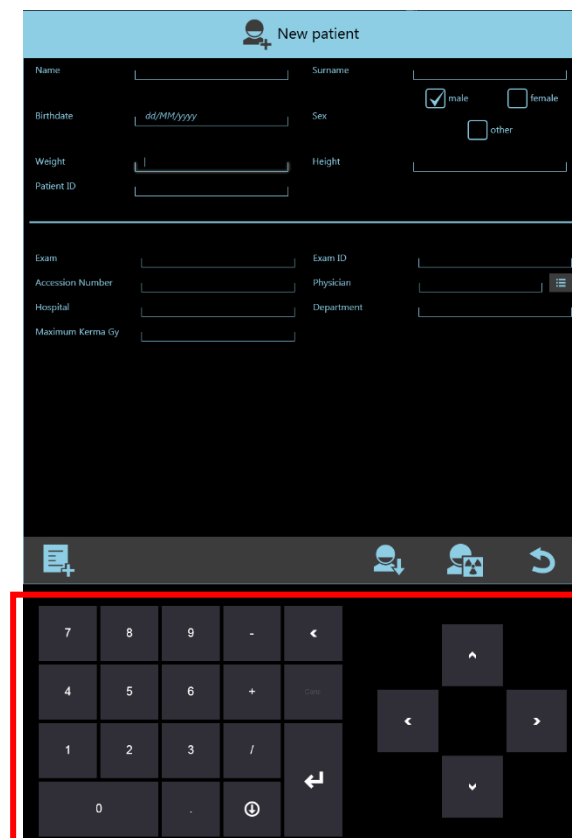 New patient
Name Surname
male female
Birthdate dd/MM/yyyy Sex
other
Weight Height
Patient ID
Exam Exam ID
Accession Number Physician
Hospital Department
Maximum Kerma Gy
7 8 9 -
4 5 6 +
1 2 3 /
0 .